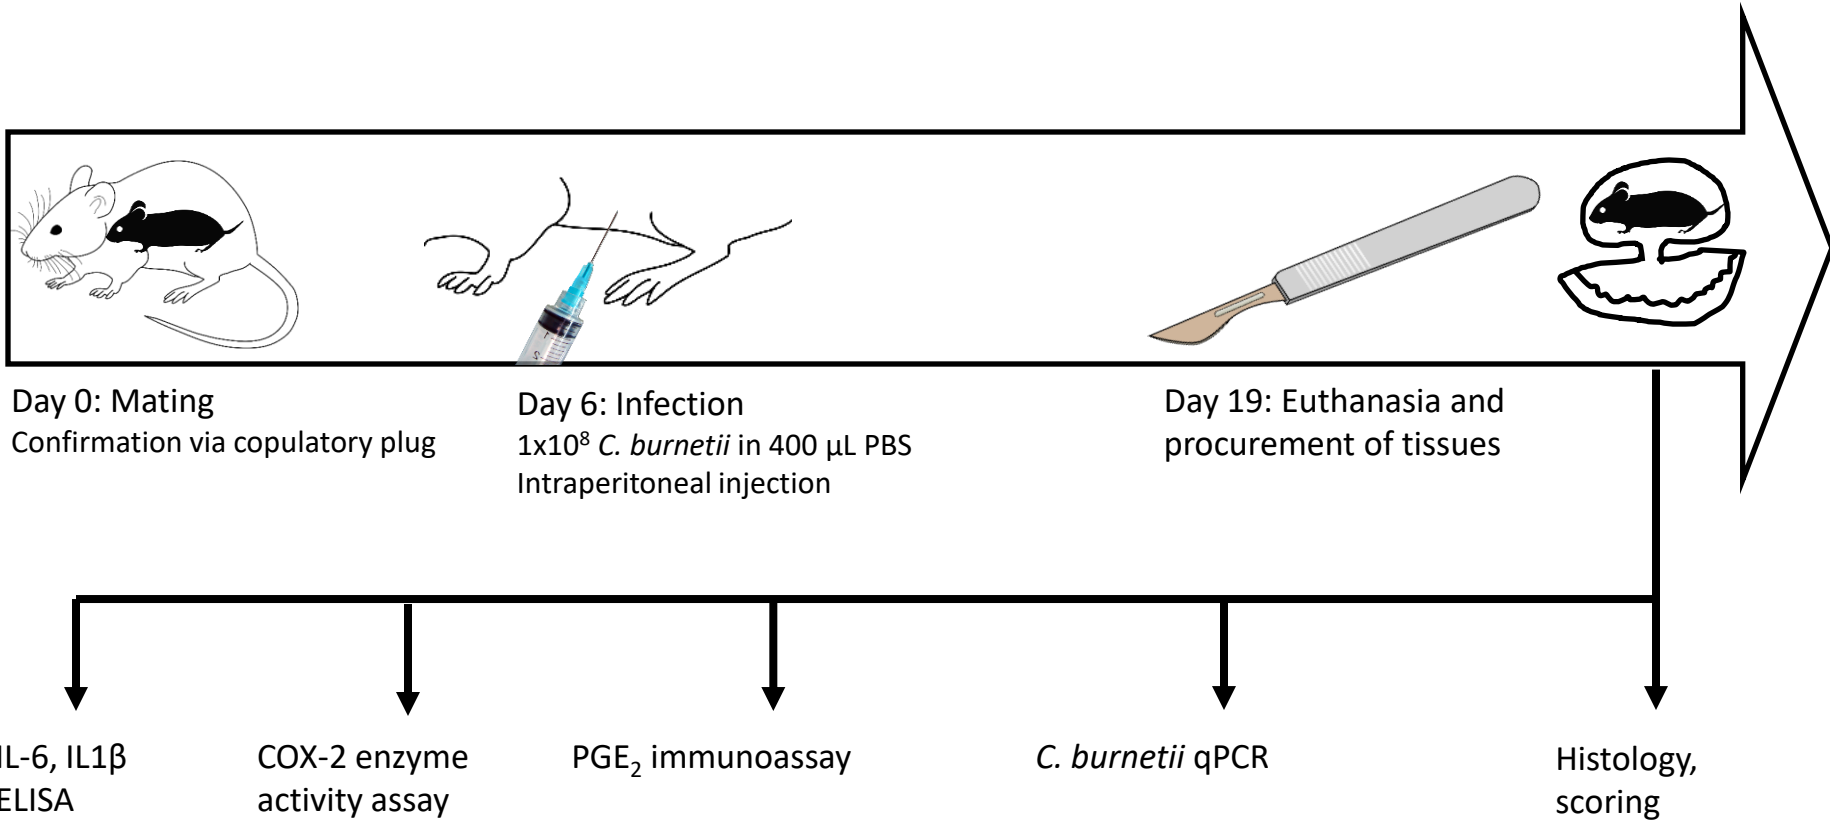 Day 0: Mating
Confirmation via copulatory plug
Day 6: Infection
1x10⁸ C. burnetii in 400 µL PBS
Intraperitoneal injection
Day 19: Euthanasia and
procurement of tissues
IL-6, IL1β
ELISA
COX-2 enzyme
activity assay
PGE₂ immunoassay
C. burnetii qPCR
Histology,
scoring